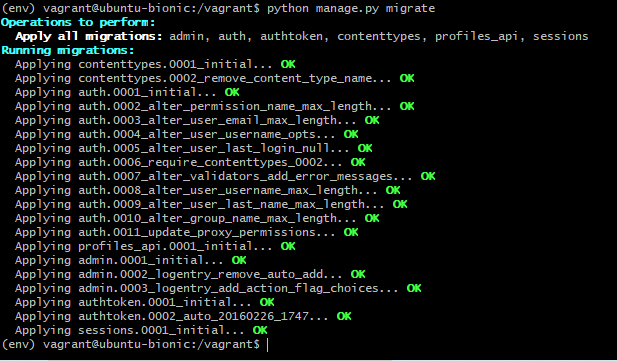 (env) vagrant@ubuntu-bionic:/vagrant$ python manage.py migrate
Operations to perform:
  Apply all migrations: admin, auth, authtoken, contenttypes, profiles_api, sessions
Running migrations:
  Applying contenttypes.0001_initial... OK
  Applying contenttypes.0002_remove_content_type_name... OK
  Applying auth.0001_initial... OK
  Applying auth.0002_alter_permission_name_max_length... OK
  Applying auth.0003_alter_user_email_max_length... OK
  Applying auth.0004_alter_user_username_opts... OK
  Applying auth.0005_alter_user_last_login_null... OK
  Applying auth.0006_require_contenttypes_0002... OK
  Applying auth.0007_alter_validators_add_error_messages... OK
  Applying auth.0008_alter_user_username_max_length... OK
  Applying auth.0009_alter_user_last_name_max_length... OK
  Applying auth.0010_alter_group_name_max_length... OK
  Applying auth.0011_update_proxy_permissions... OK
  Applying profiles_api.0001_initial... OK
  Applying admin.0001_initial... OK
  Applying admin.0002_logentry_remove_auto_add... OK
  Applying admin.0003_logentry_add_action_flag_choices... OK
  Applying authtoken.0001_initial... OK
  Applying authtoken.0002_auto_20160226_1747... OK
  Applying sessions.0001_initial... OK
(env) vagrant@ubuntu-bionic:/vagrant$